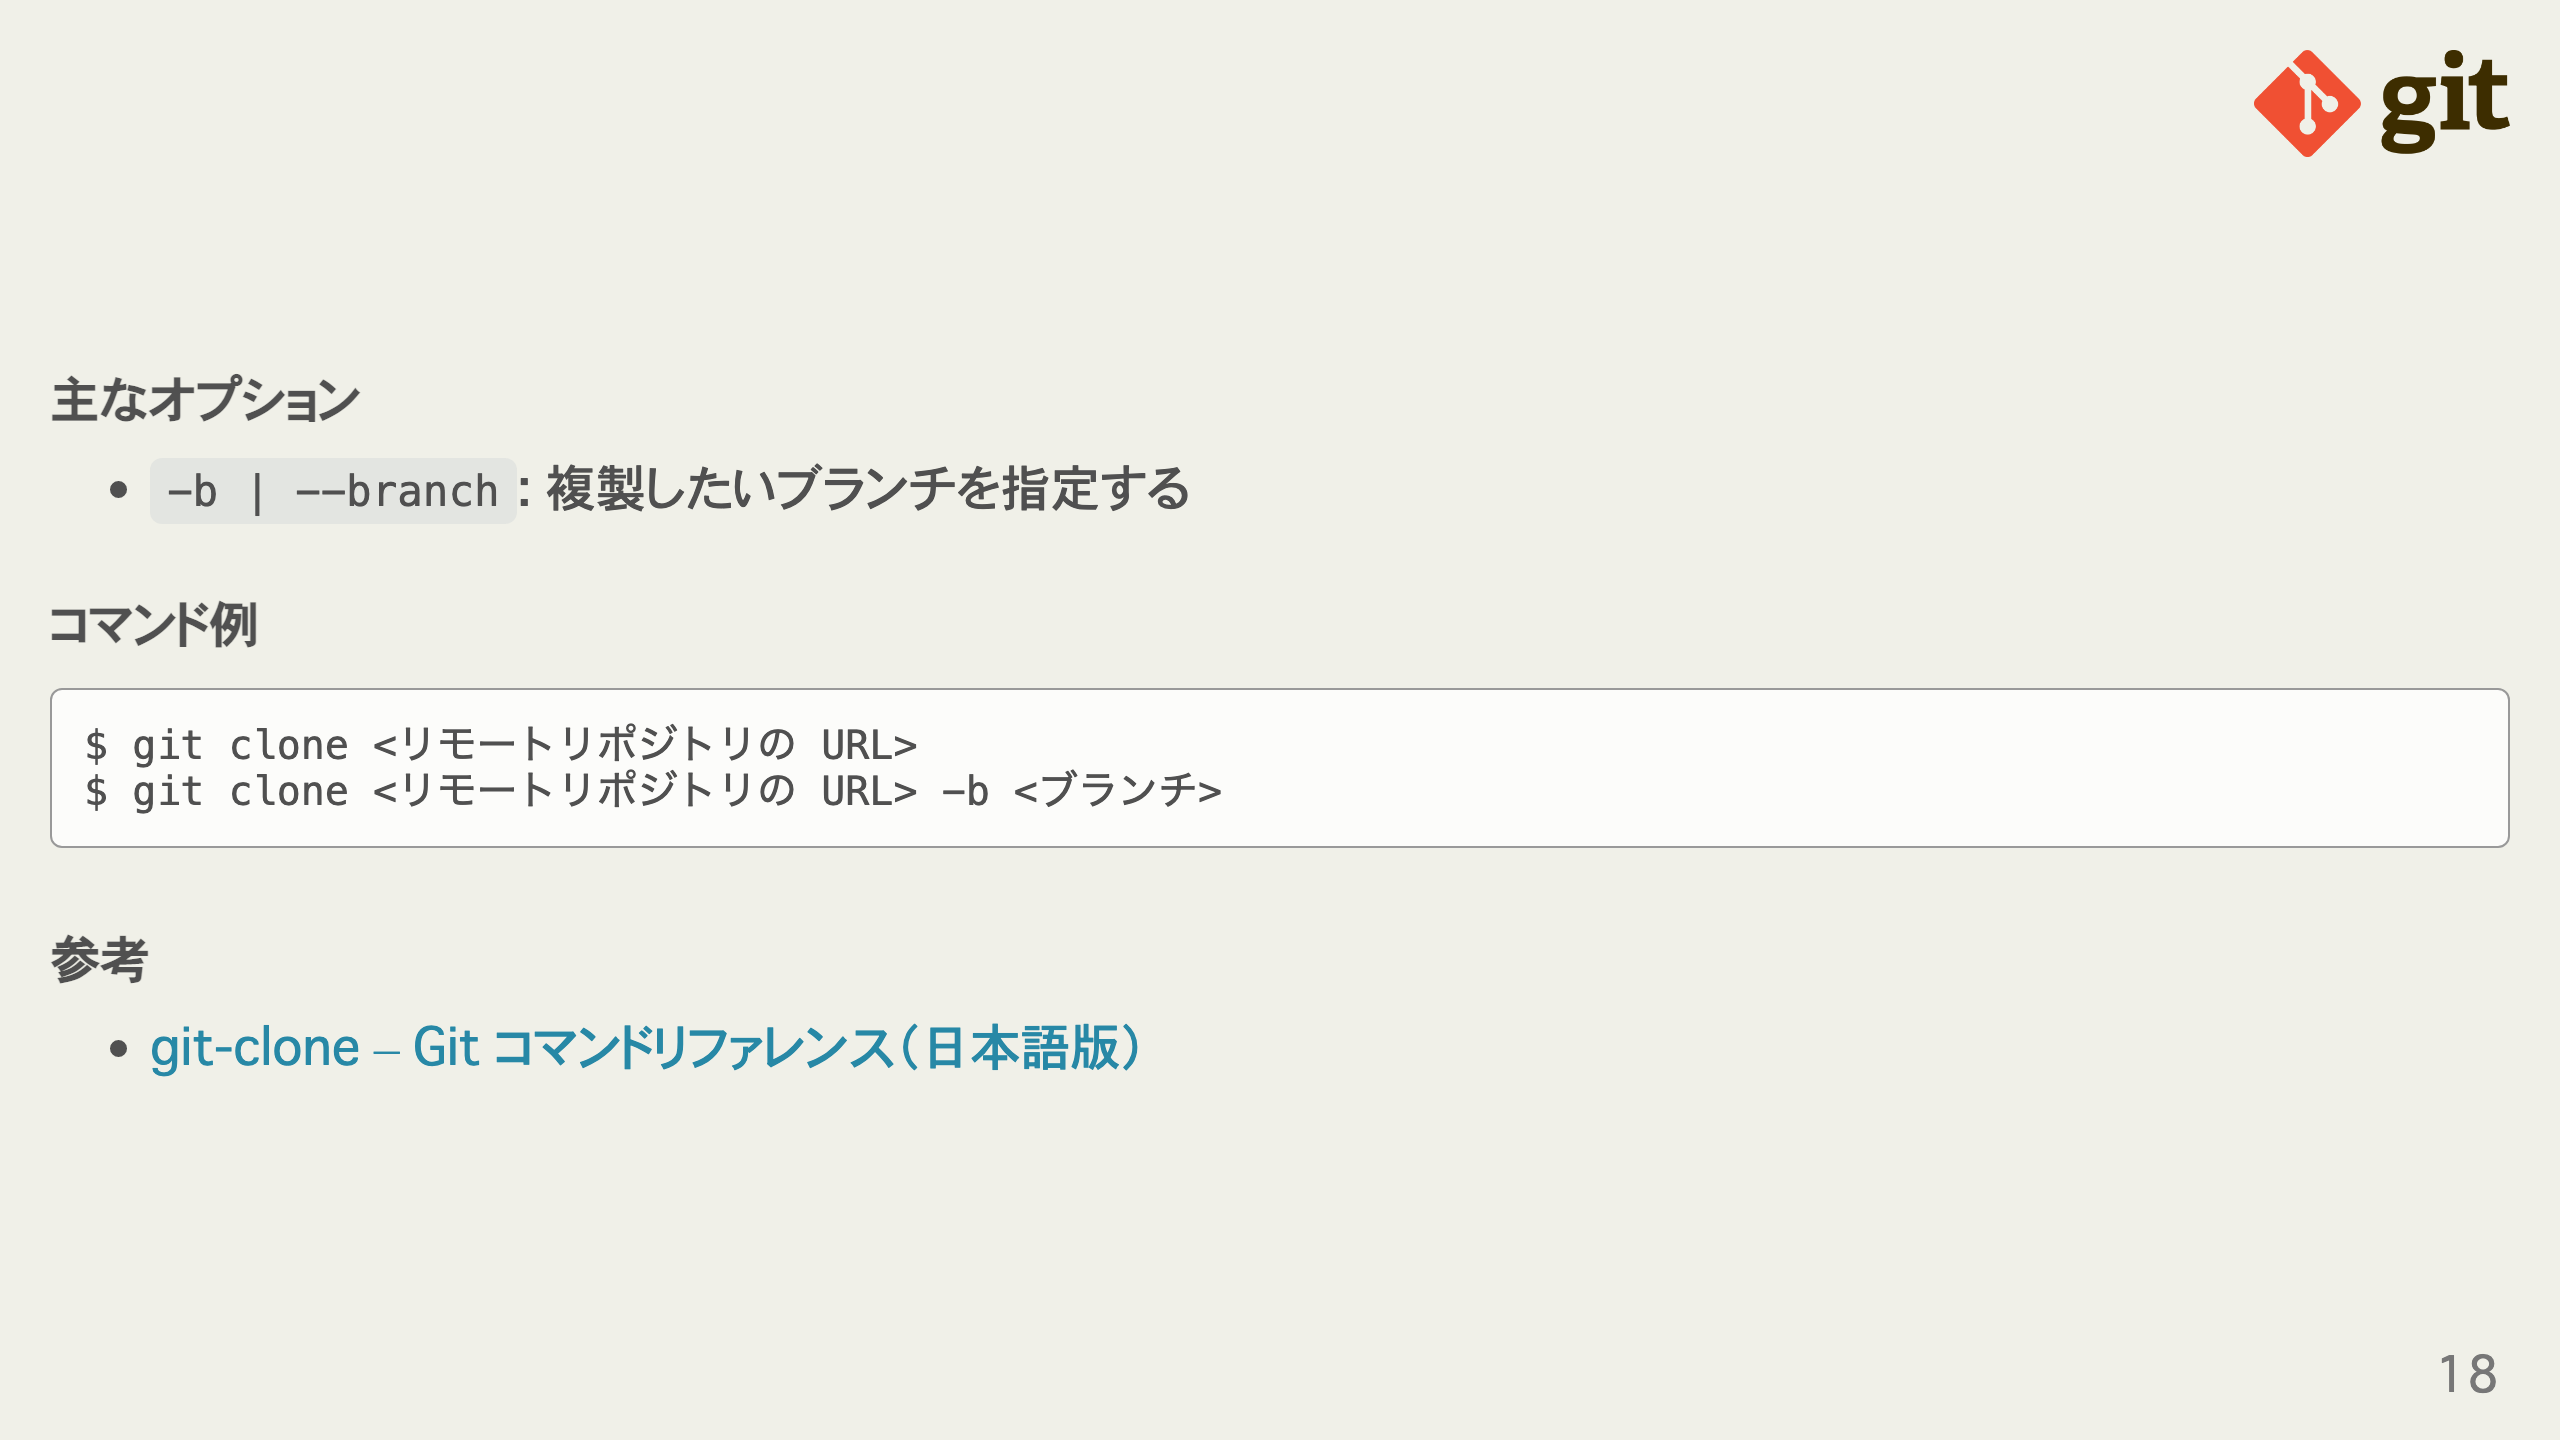 git
主なオプション
• -b | --branch: 複製したいブランチを指定する
コマンド例
$ git clone <リモートリポジトリの URL>
$ git clone <リモートリポジトリの URL> -b <ブランチ>
参考
• git-clone – Git コマンドリファレンス（日本語版）
18